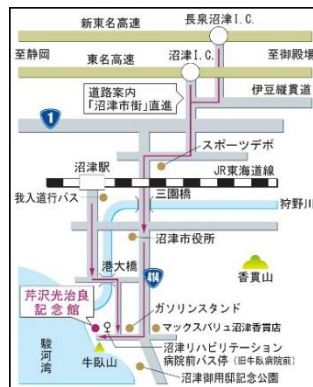 新東名高速
長泉沼津I.C.
至静岡
東名高速
沼津I.C.
至御殿場
道路案内
「沼津市街」直進
伊豆縦貫道
1
スポーツデポ
沼津駅
JR東海道線
我入道行バス
三園橋
狩野川
沼津市役所
港大橋
414
香貫山
芹沢光治良
記念館
ガソリンスタンド
マックスバリュ沼津香貫店
駿河湾
牛臥山
沼津リハビリテーション
病院前バス停(旧牛臥病院前)
沼津御用邸記念公園